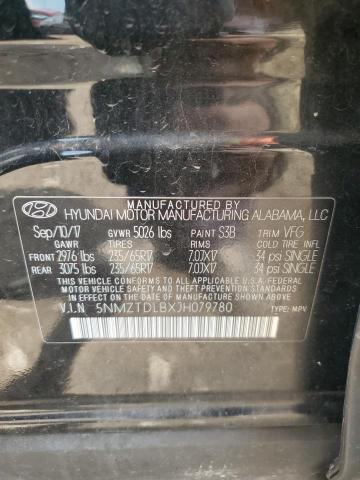 MANUFACTURED BY
HYUNDAI MOTOR MANUFACTURING ALABAMA, LLC
Sep/10/17 GVWR 5026 lbs PAINT S3B TRIM VFG
GAWR TIRES RIMS COLD TIRE INFL.
FRONT 2976 lbs 235/65R17 7.0JX17 34 psi SINGLE
REAR 3075 lbs 235/65R17 7.0JX17 34 psi SINGLE
THIS VEHICLE CONFORMS TO ALL APPLICABLE
U.S.A. FEDERAL MOTOR VEHICLE SAFETY STANDARDS
IN EFFECT ON THE DATE OF MANUFACTURE SHOWN ABOVE.
V.I.N 5NMZTDLBXJH079780 TYPE: MPV